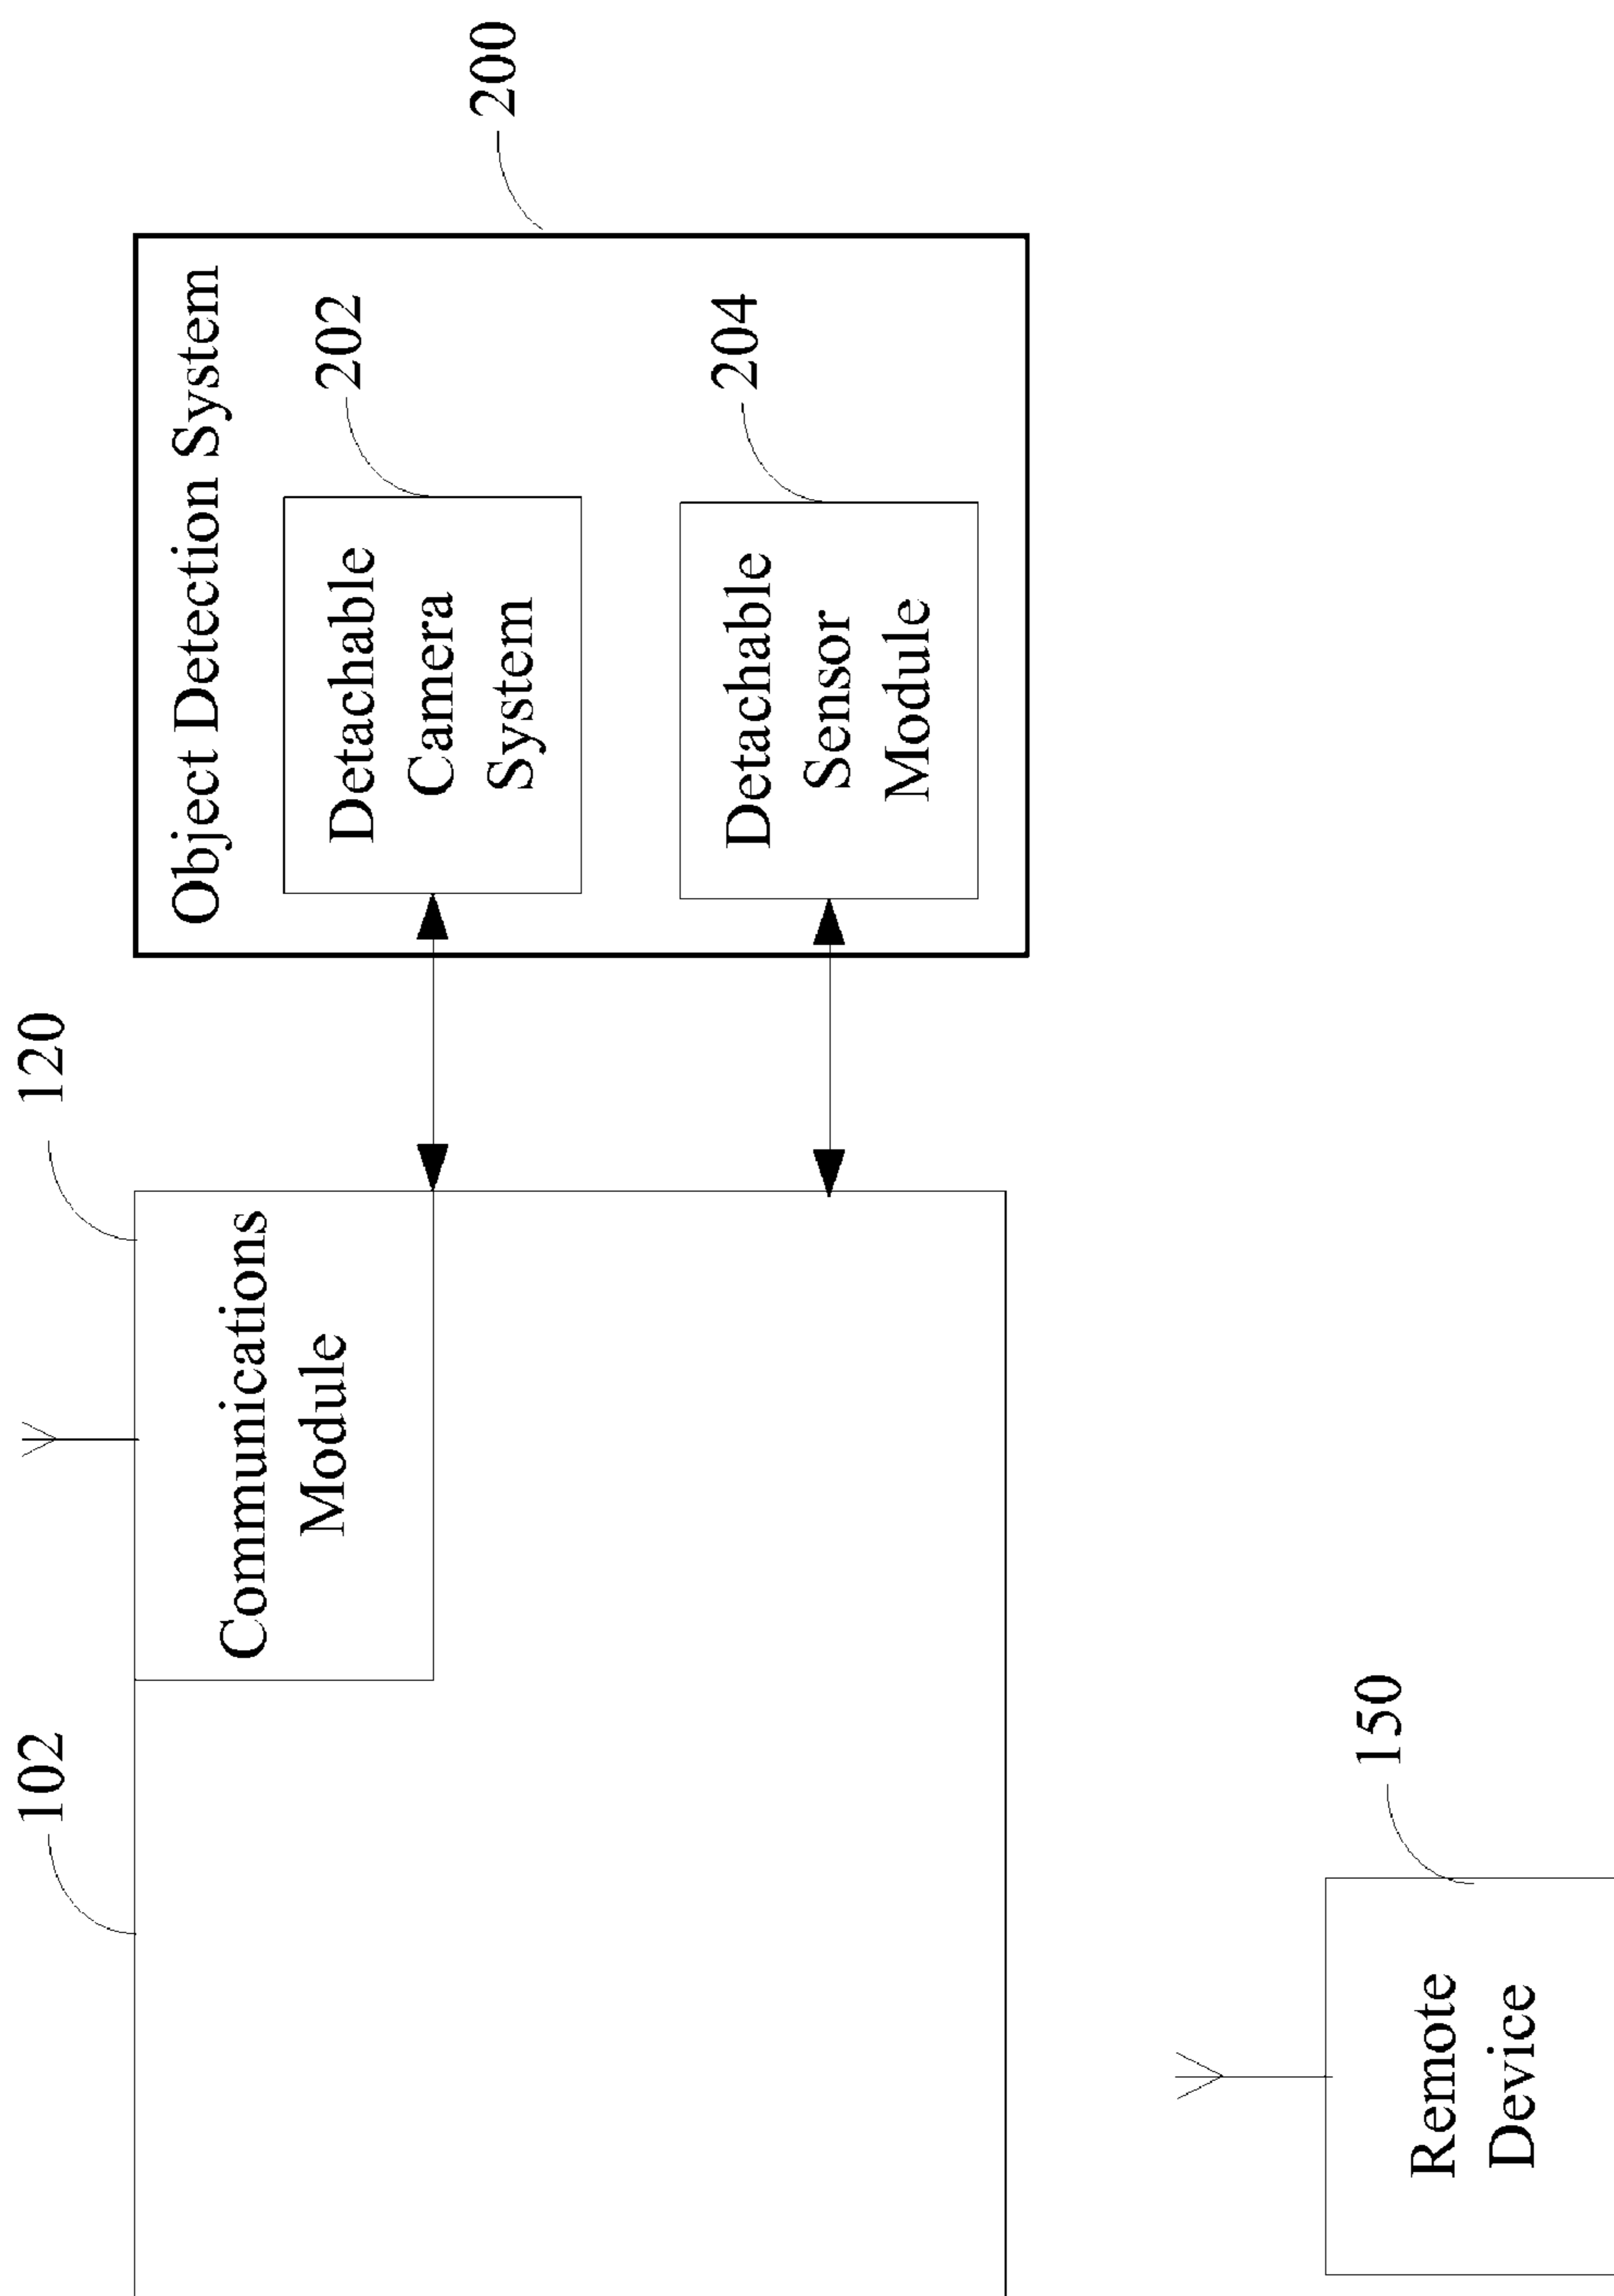 102
120
Communications
Module
Object Detection System
200
Detachable
Camera
System
202
Detachable
Sensor
Module
204
Remote
Device
150